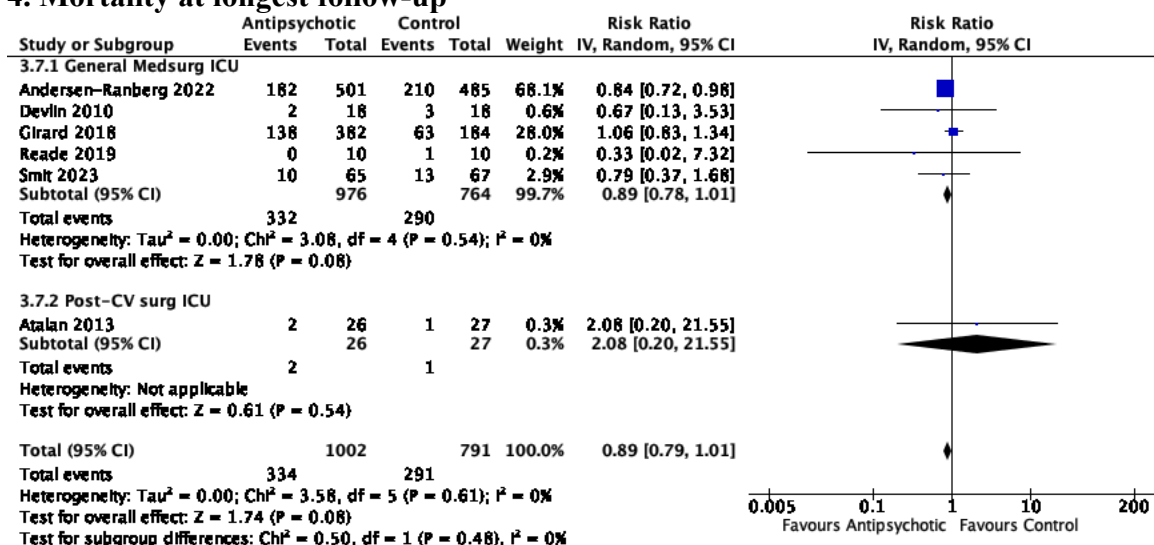 4. Mortality at longest follow-up
Antipsychotic Control Risk Ratio Risk Ratio
Study or Subgroup Events Total Events Total Weight IV, Random, 95% CI IV, Random, 95% CI
3.7.1 General Medsurg ICU
Andersen-Ranberg 2022 182 501 210 485 68.1% 0.84 [0.72, 0.98]
Devlin 2010 2 18 3 18 0.6% 0.67 [0.13, 3.53]
Girard 2018 138 382 63 184 28.0% 1.06 [0.83, 1.34]
Reade 2019 0 10 1 10 0.2% 0.33 [0.02, 7.32]
Smit 2023 10 65 13 67 2.9% 0.79 [0.37, 1.68]
Subtotal (95% CI) 976 764 99.7% 0.89 [0.78, 1.01]
Total events 332 290
Heterogeneity: Tau² = 0.00; Chi² = 3.08, df = 4 (P = 0.54); I² = 0%
Test for overall effect: Z = 1.78 (P = 0.08)
3.7.2 Post-CV surg ICU
Atalan 2013 2 26 1 27 0.3% 2.08 [0.20, 21.55]
Subtotal (95% CI) 26 27 0.3% 2.08 [0.20, 21.55]
Total events 2 1
Heterogeneity: Not applicable
Test for overall effect: Z = 0.61 (P = 0.54)
Total (95% CI) 1002 791 100.0% 0.89 [0.79, 1.01]
Total events 334 291
Heterogeneity: Tau² = 0.00; Chi² = 3.58, df = 5 (P = 0.61); I² = 0%
Test for overall effect: Z = 1.74 (P = 0.08)
Test for subgroup differences: Chi² = 0.50, df = 1 (P = 0.48), I² = 0%
0.005 0.1 1 10 200
Favours Antipsychotic Favours Control